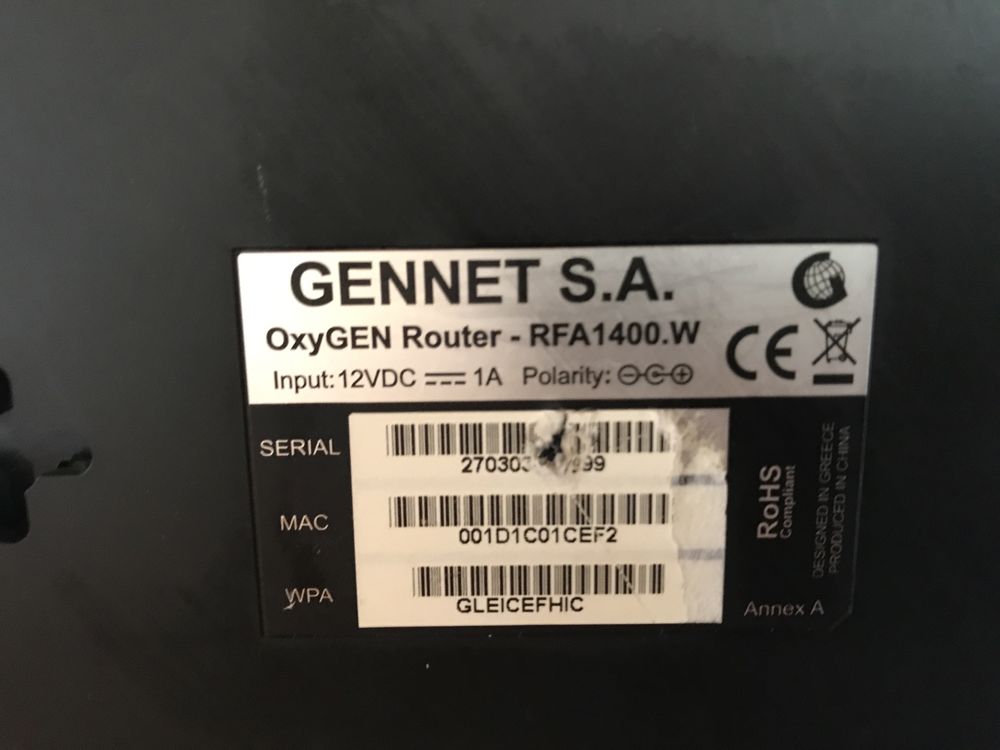 GENNET S.A.
OxyGEN Router - RFA1400.W
Input: 12VDC 1A Polarity:
CE
SERIAL
MAC
001D1C01CEF2
WPA
GLEICEFHIC
RoHS
Compliant
DESIGNED IN GREECE
PRODUCED IN CHINA
Annex A